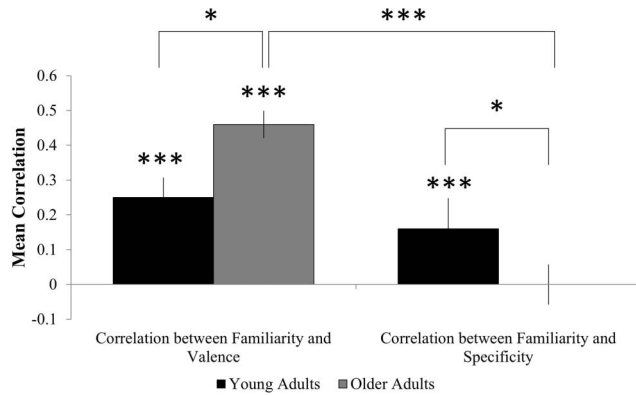 * ***
0.6
0.5
0.4
0.3
0.2
0.1
0
-0.1
Mean Correlation
***
***
***
*
Correlation between Familiarity and
Valence
Correlation between Familiarity and
Specificity
Young Adults Older Adults